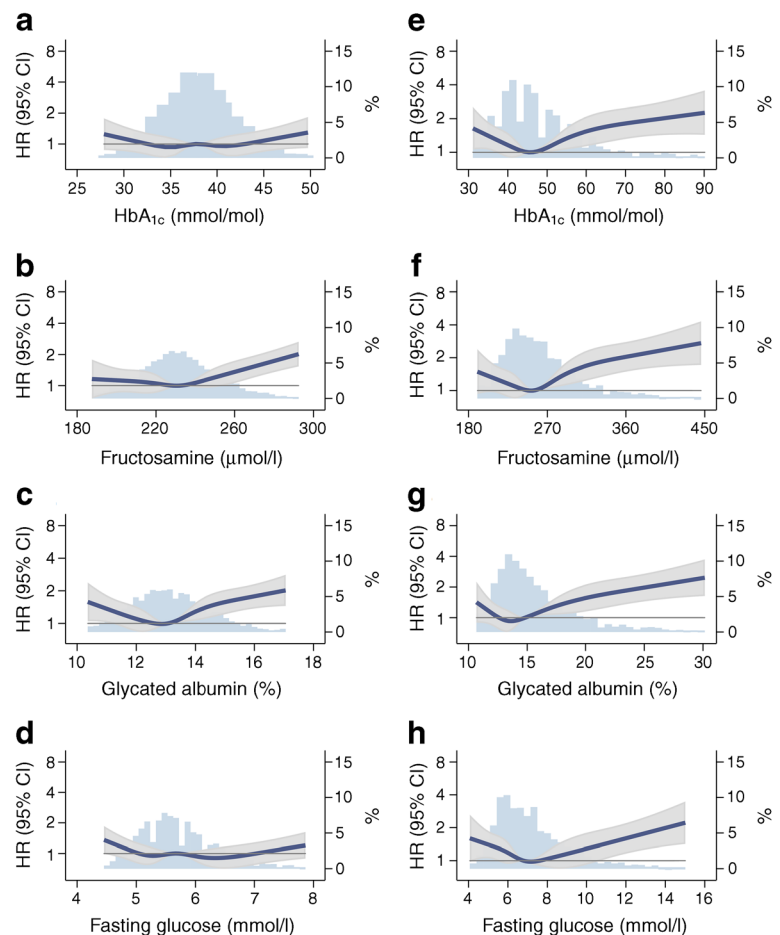 a
HR (95% CI)
8
4
2
1
15
10
5
0
%
25 30 35 40 45 50
HbA1c (mmol/mol)
e
HR (95% CI)
8
4
2
1
15
10
5
0
%
30 40 50 60 70 80 90
HbA1c (mmol/mol)
b
HR (95% CI)
8
4
2
1
15
10
5
0
%
180 220 260 300
Fructosamine (μmol/l)
f
HR (95% CI)
8
4
2
1
15
10
5
0
%
180 270 360 450
Fructosamine (μmol/l)
c
HR (95% CI)
8
4
2
1
15
10
5
0
%
10 12 14 16 18
Glycated albumin (%)
g
HR (95% CI)
8
4
2
1
15
10
5
0
%
10 15 20 25 30
Glycated albumin (%)
d
HR (95% CI)
8
4
2
1
15
10
5
0
%
4 5 6 7 8
Fasting glucose (mmol/l)
h
HR (95% CI)
8
4
2
1
15
10
5
0
%
4 6 8 10 12 14 16
Fasting glucose (mmol/l)